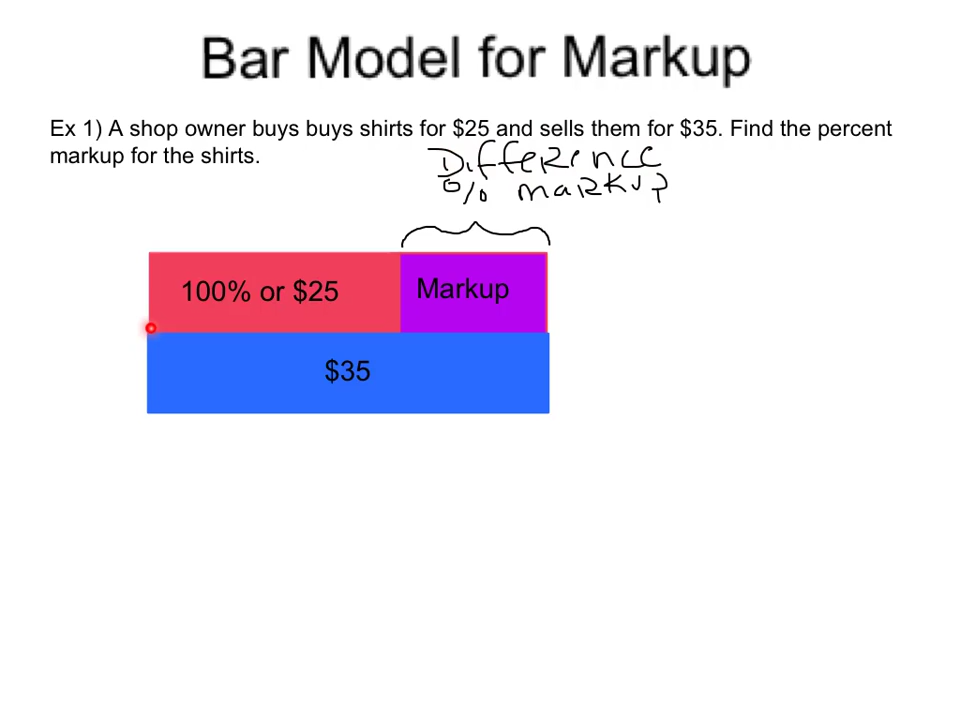 Bar Model for Markup
Ex 1) A shop owner buys buys shirts for $25 and sells them for $35. Find the percent
markup for the shirts.
Difference
% markup
100% or $25
Markup
$35